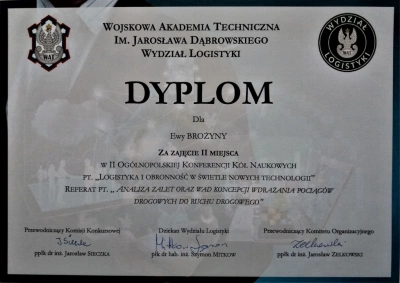 WOJSKOWA AKADEMIA TECHNICZNA
IM. JAROSŁAWA DĄBROWSKIEGO
WYDZIAŁ LOGISTYKI
WAT
WYDZIAŁ
LOGISTYKI
DYPLOM
Dla
Ewy BROZYNY
ZA ZAJĘCIE II MIEJSCA
W II OGÓLNOPOLSKIEJ KONFERENCJI KÓŁ NAUKOWYCH
PT. „LOGISTYKA I OBRONNOŚĆ W ŚWIETLE NOWYCH TECHNOLOGII”
REFERAT PT. „ ANALIZA ZALET ORAZ WAD KONCEPCJI WDRAŻANIA POCIĄGÓW
DROGOWYCH DO RUCHU DROGOWEGO”
Przewodniczący Komisji Konkursowej
Dziekan Wydziału Logistyki
Przewodniczący Komitetu Organizacyjnego
ppłk dr inż. Jarosław SIECZKA
płk dr hab. inż. Szymon MITKOW
ppłk dr inż. Jarosław ZELKOWSKI